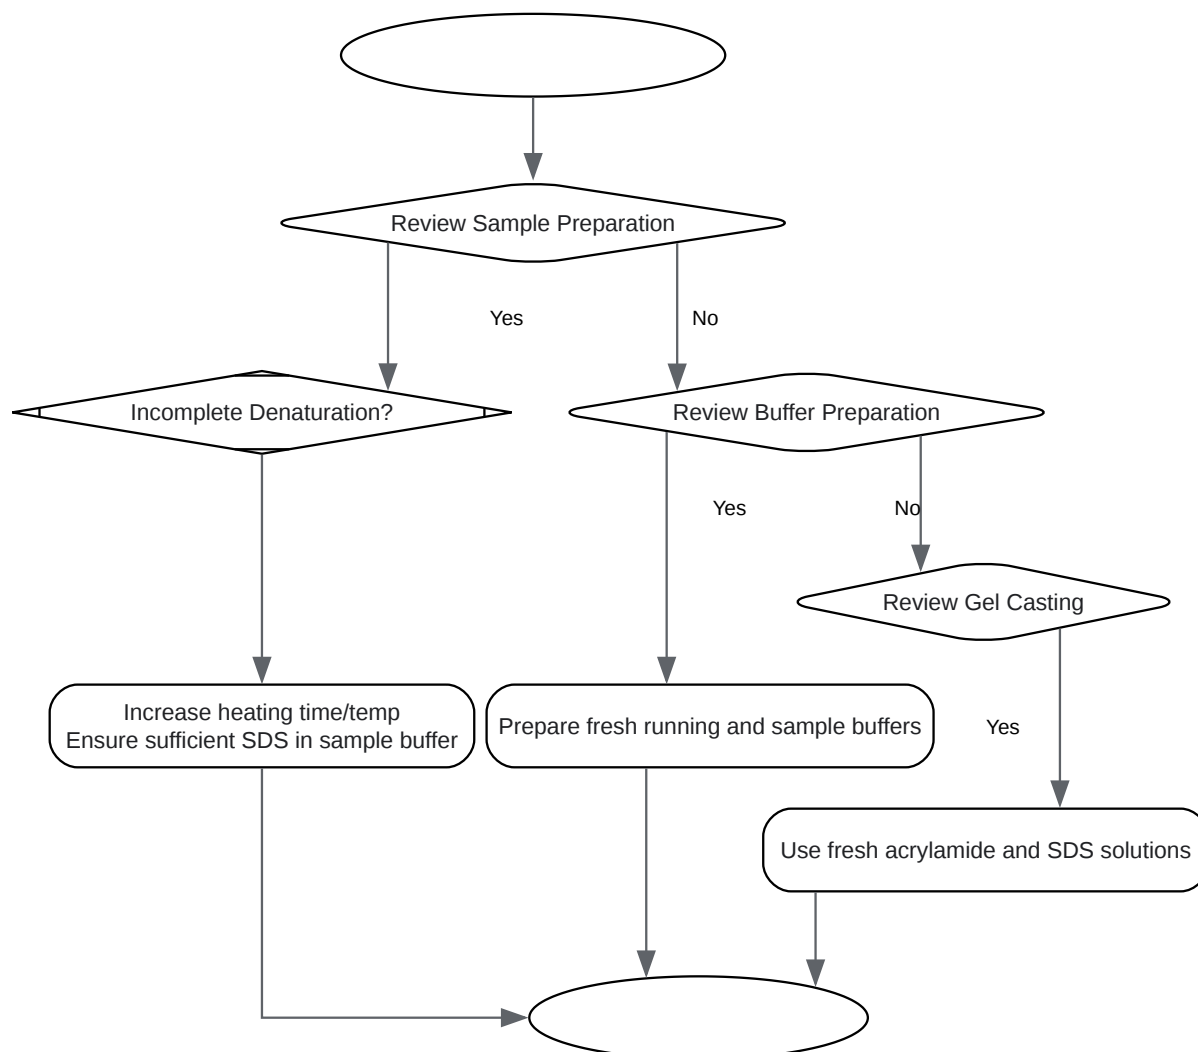 Review Sample Preparation
Yes
No
Incomplete Denaturation?
Review Buffer Preparation
Yes
No
Review Gel Casting
Increase heating time/temp
Ensure sufficient SDS in sample buffer
Prepare fresh running and sample buffers
Yes
Use fresh acrylamide and SDS solutions